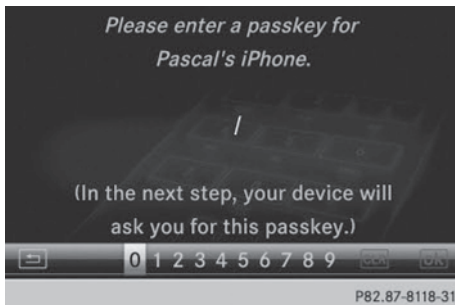 Please enter a passkey for
Pascal's iPhone.
(In the next step, your device will
ask you for this passkey.)
0 1 2 3 4 5 6 7 8 9 CLR OK
P82.87-8118-31